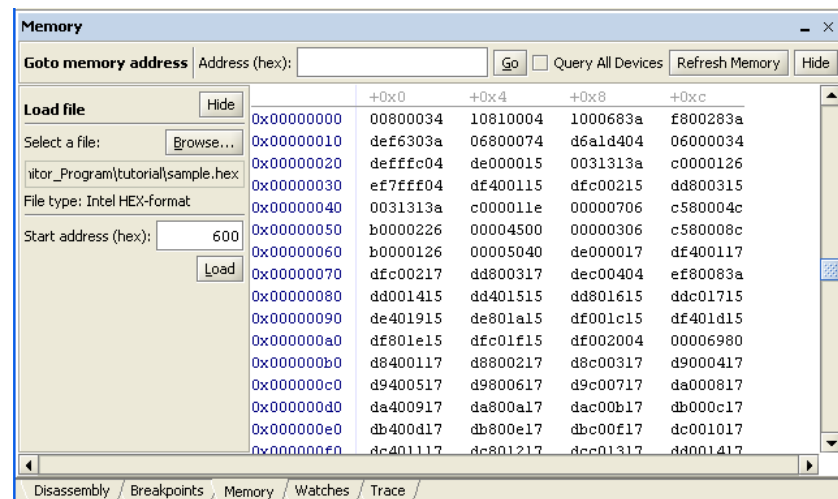 Memory
Goto memory address Address (hex): Go Query All Devices Refresh Memory Hide
Load file Hide
Select a file: Browse...
nitor_Program\tutorial\sample.hex
File type: Intel HEX-format
Start address (hex): 600
Load
+0x0 +0x4 +0x8 +0xc
0x00000000 00800034 10810004 1000683a f800283a
0x00000010 def6303a 06800074 d6a1d404 06000034
0x00000020 defffc04 de000015 0031313a c0000126
0x00000030 ef7fff04 df400115 dfc00215 dd800315
0x00000040 0031313a c000011e 00000706 c580004c
0x00000050 b0000226 00004500 00000306 c580008c
0x00000060 b0000126 00005040 de000017 df400117
0x00000070 dfc00217 dd800317 dec00404 ef80083a
0x00000080 dd001415 dd401515 dd801615 ddc01715
0x00000090 de401915 de801a15 df001c15 df401d15
0x000000a0 df801e15 dfc01f15 df002004 00006980
0x000000b0 d8400117 d8800217 d8c00317 d9000417
0x000000c0 d9400517 d9800617 d9c00717 da000817
0x000000d0 da400917 da800a17 dac00b17 db000c17
0x000000e0 db400d17 db800e17 dbc00f17 dc001017
0x000000f0 dc401117 dc801217 dcc01317 dd001417
Disassembly Breakpoints Memory Watches Trace